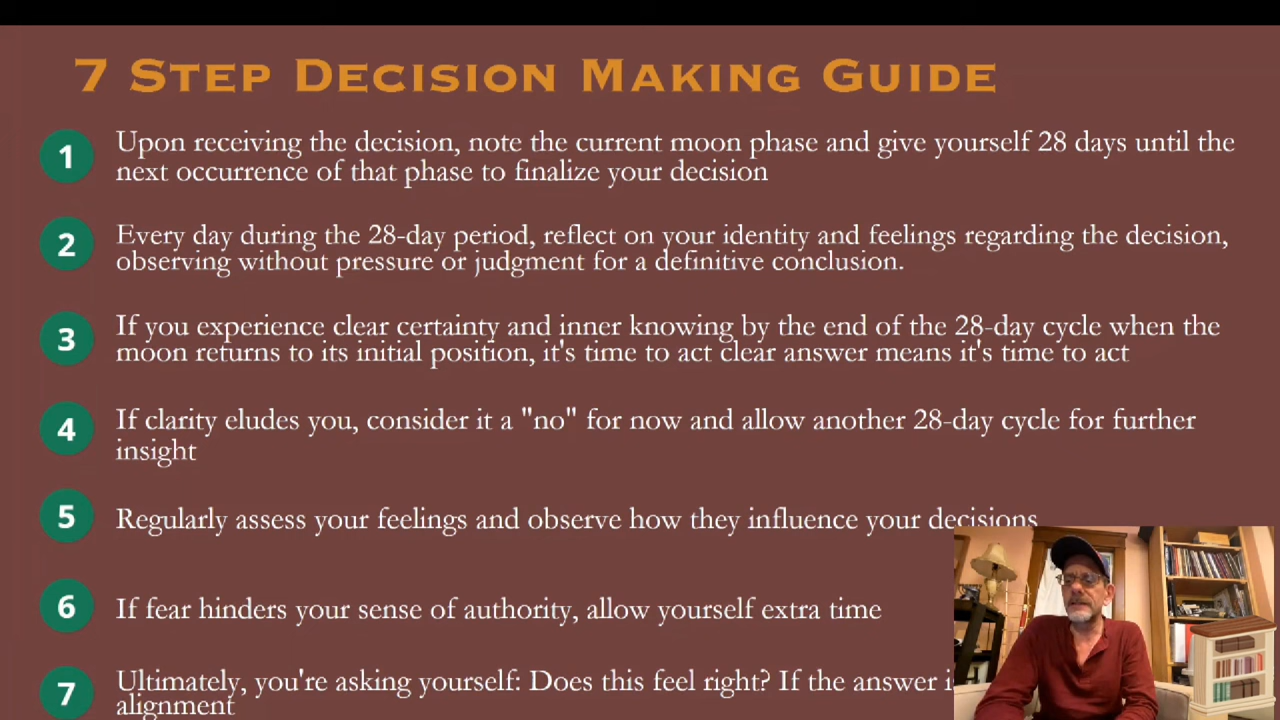 7 Step Decision Making Guide
1
Upon receiving the decision, note the current moon phase and give yourself 28 days until the
next occurrence of that phase to finalize your decision
2
Every day during the 28-day period, reflect on your identity and feelings regarding the decision,
observing without pressure or judgment for a definitive conclusion.
3
If you experience clear certainty and inner knowing by the end of the 28-day cycle when the
moon returns to its initial position, it's time to act clear answer means it's time to act
4
If clarity eludes you, consider it a "no" for now and allow another 28-day cycle for further
insight
5
Regularly assess your feelings and observe how they influence your decisions
6
If fear hinders your sense of authority, allow yourself extra time
7
Ultimately, you're asking yourself: Does this feel right? If the answer
alignment